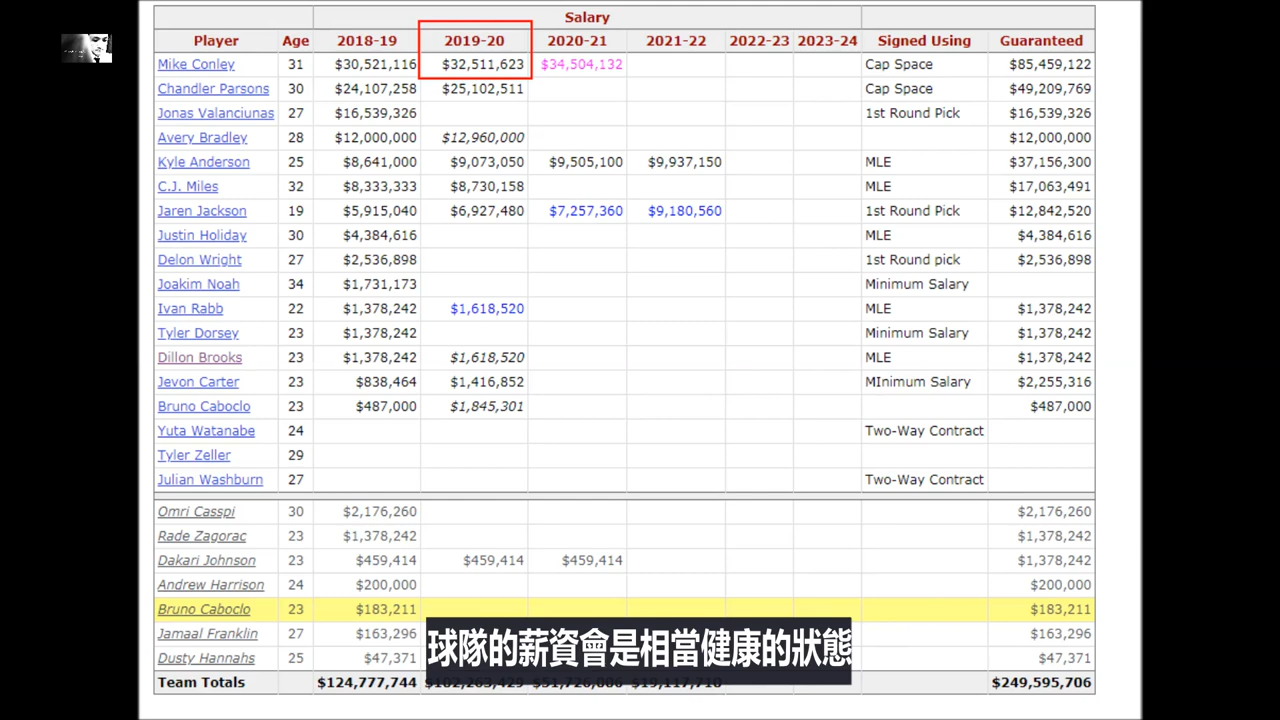 Salary
Player Age 2018-19 2019-20 2020-21 2021-22 2022-23 2023-24 Signed Using Guaranteed
Mike Conley 31 $30,521,116 $32,511,623 $34,504,132 Cap Space $85,459,122
Chandler Parsons 30 $24,107,258 $25,102,511 Cap Space $49,209,769
Jonas Valanciunas 27 $16,539,326 1st Round Pick $16,539,326
Avery Bradley 28 $12,000,000 $12,960,000 $12,000,000
Kyle Anderson 25 $8,641,000 $9,073,050 $9,505,100 $9,937,150 MLE $37,156,300
C.J. Miles 32 $8,333,333 $8,730,158 MLE $17,063,491
Jaren Jackson 19 $5,915,040 $6,927,480 $7,257,360 $9,180,560 1st Round Pick $12,842,520
Justin Holiday 30 $4,384,616 MLE $4,384,616
Delon Wright 27 $2,536,898 1st Round pick $2,536,898
Joakim Noah 34 $1,731,173 Minimum Salary
Ivan Rabb 22 $1,378,242 $1,618,520 MLE $1,378,242
Tyler Dorsey 23 $1,378,242 Minimum Salary $1,378,242
Dillon Brooks 23 $1,378,242 $1,618,520 MLE $1,378,242
Jevon Carter 23 $838,464 $1,416,852 MInimum Salary $2,255,316
Bruno Caboclo 23 $487,000 $1,845,301 $487,000
Yuta Watanabe 24 Two-Way Contract
Tyler Zeller 29
Julian Washburn 27 Two-Way Contract
Omri Casspi 30 $2,176,260 $2,176,260
Rade Zagorac 23 $1,378,242 $1,378,242
Dakari Johnson 23 $459,414 $459,414 $459,414 $1,378,242
Andrew Harrison 24 $200,000 $200,000
Bruno Caboclo 23 $183,211 $183,211
Jamaal Franklin 27 $163,296 $163,296
Dusty Hannahs 25 $47,371 $47,371
球隊的薪資會是相當健康的狀態
Team Totals $124,777,744 $249,595,706